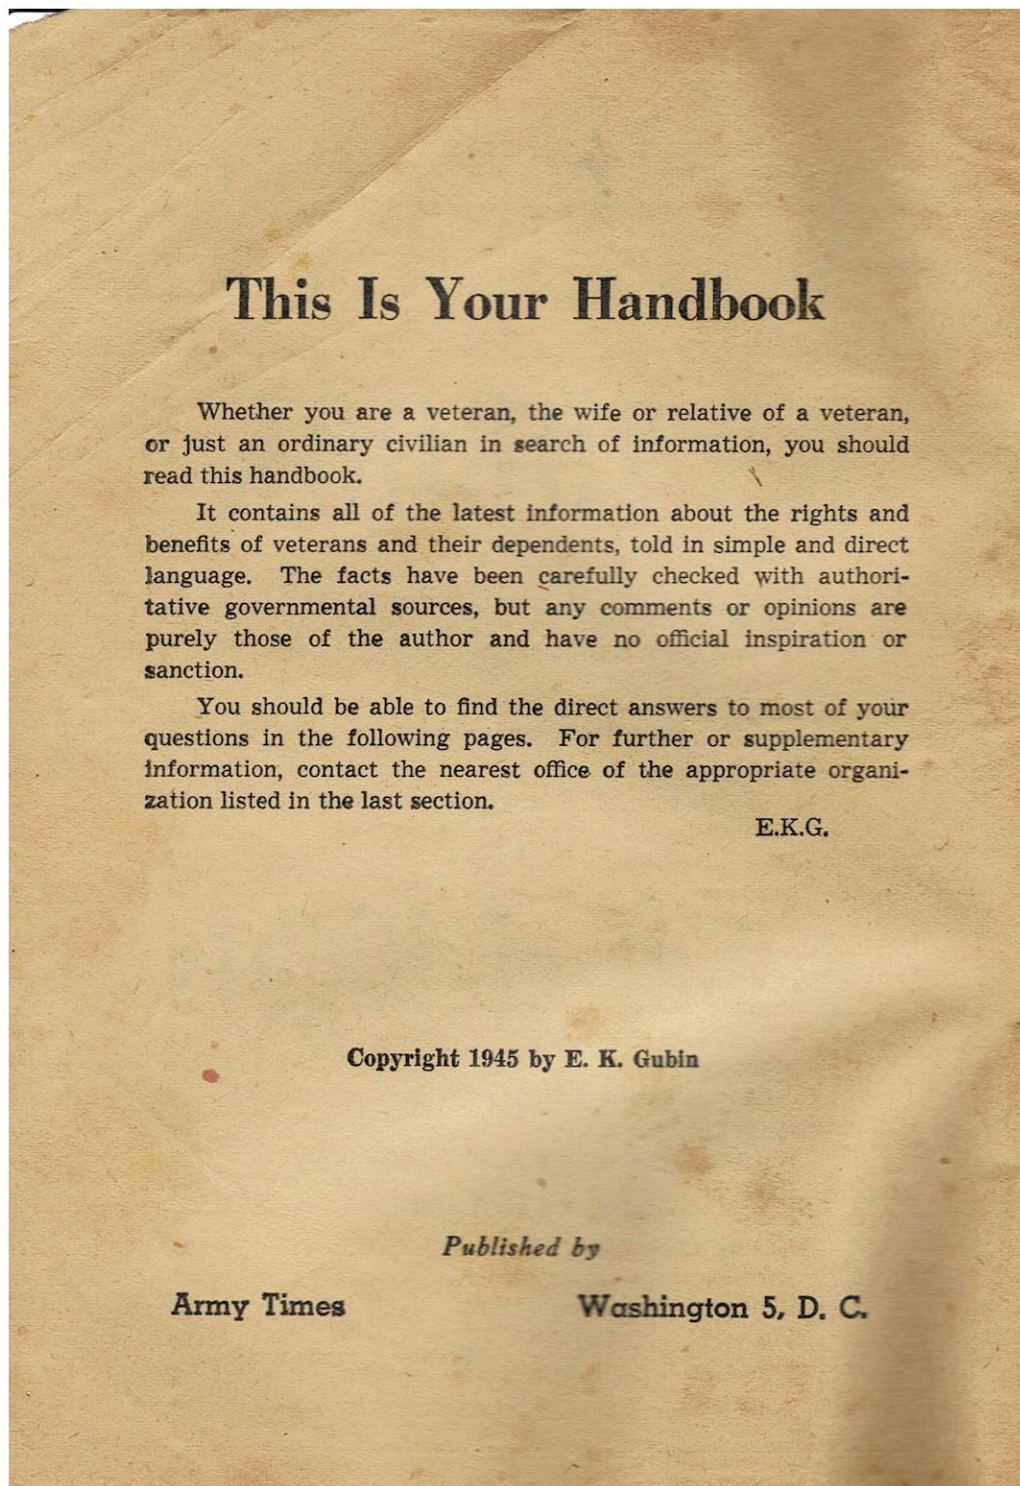 This Is Your Handbook
Whether you are a veteran, the wife or relative of a veteran,
or just an ordinary civilian in search of information, you should
read this handbook.
It contains all of the latest information about the rights and
benefits of veterans and their dependents, told in simple and direct
language. The facts have been carefully checked with authori-
tative governmental sources, but any comments or opinions are
purely those of the author and have no official inspiration or
sanction.
You should be able to find the direct answers to most of your
questions in the following pages. For further or supplementary
information, contact the nearest office of the appropriate organi-
zation listed in the last section.
E.K.G.
Copyright 1945 by E. K. Gubin
Published by
Army Times Washington 5, D. C.